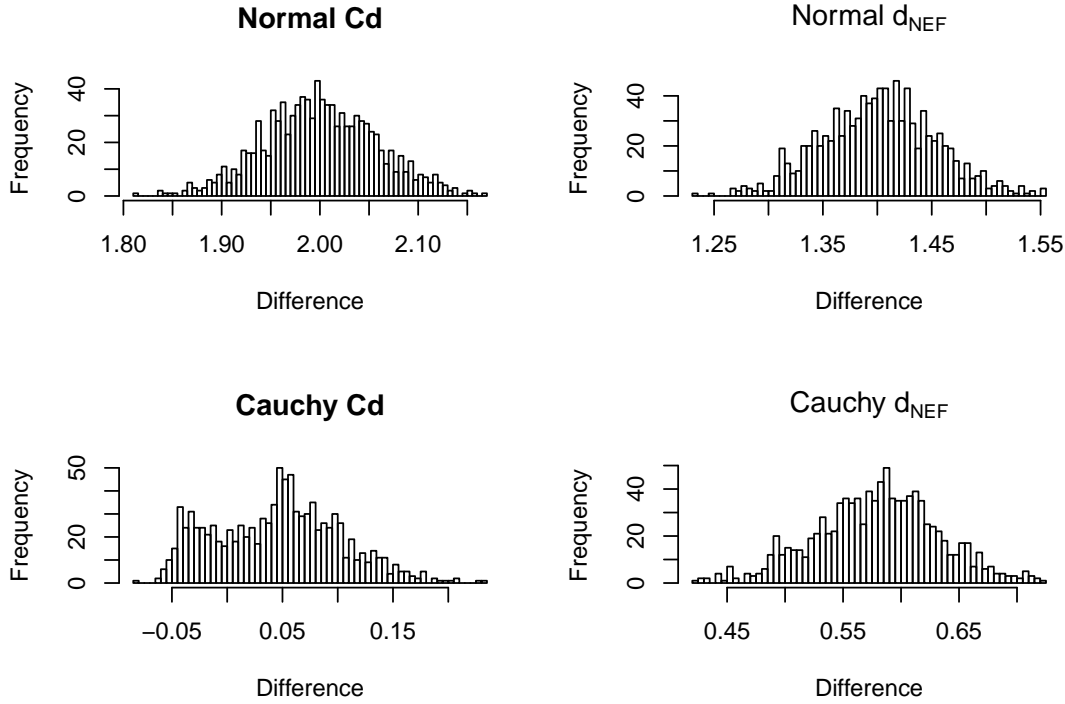 Normal Cd
Frequency
0 20 40
1.80 1.90 2.00 2.10
Difference
Normal d_NEF
Frequency
0 20 40
1.25 1.35 1.45 1.55
Difference
Cauchy Cd
Frequency
0 20 50
−0.05 0.05 0.15
Difference
Cauchy d_NEF
Frequency
0 20 40
0.45 0.55 0.65
Difference